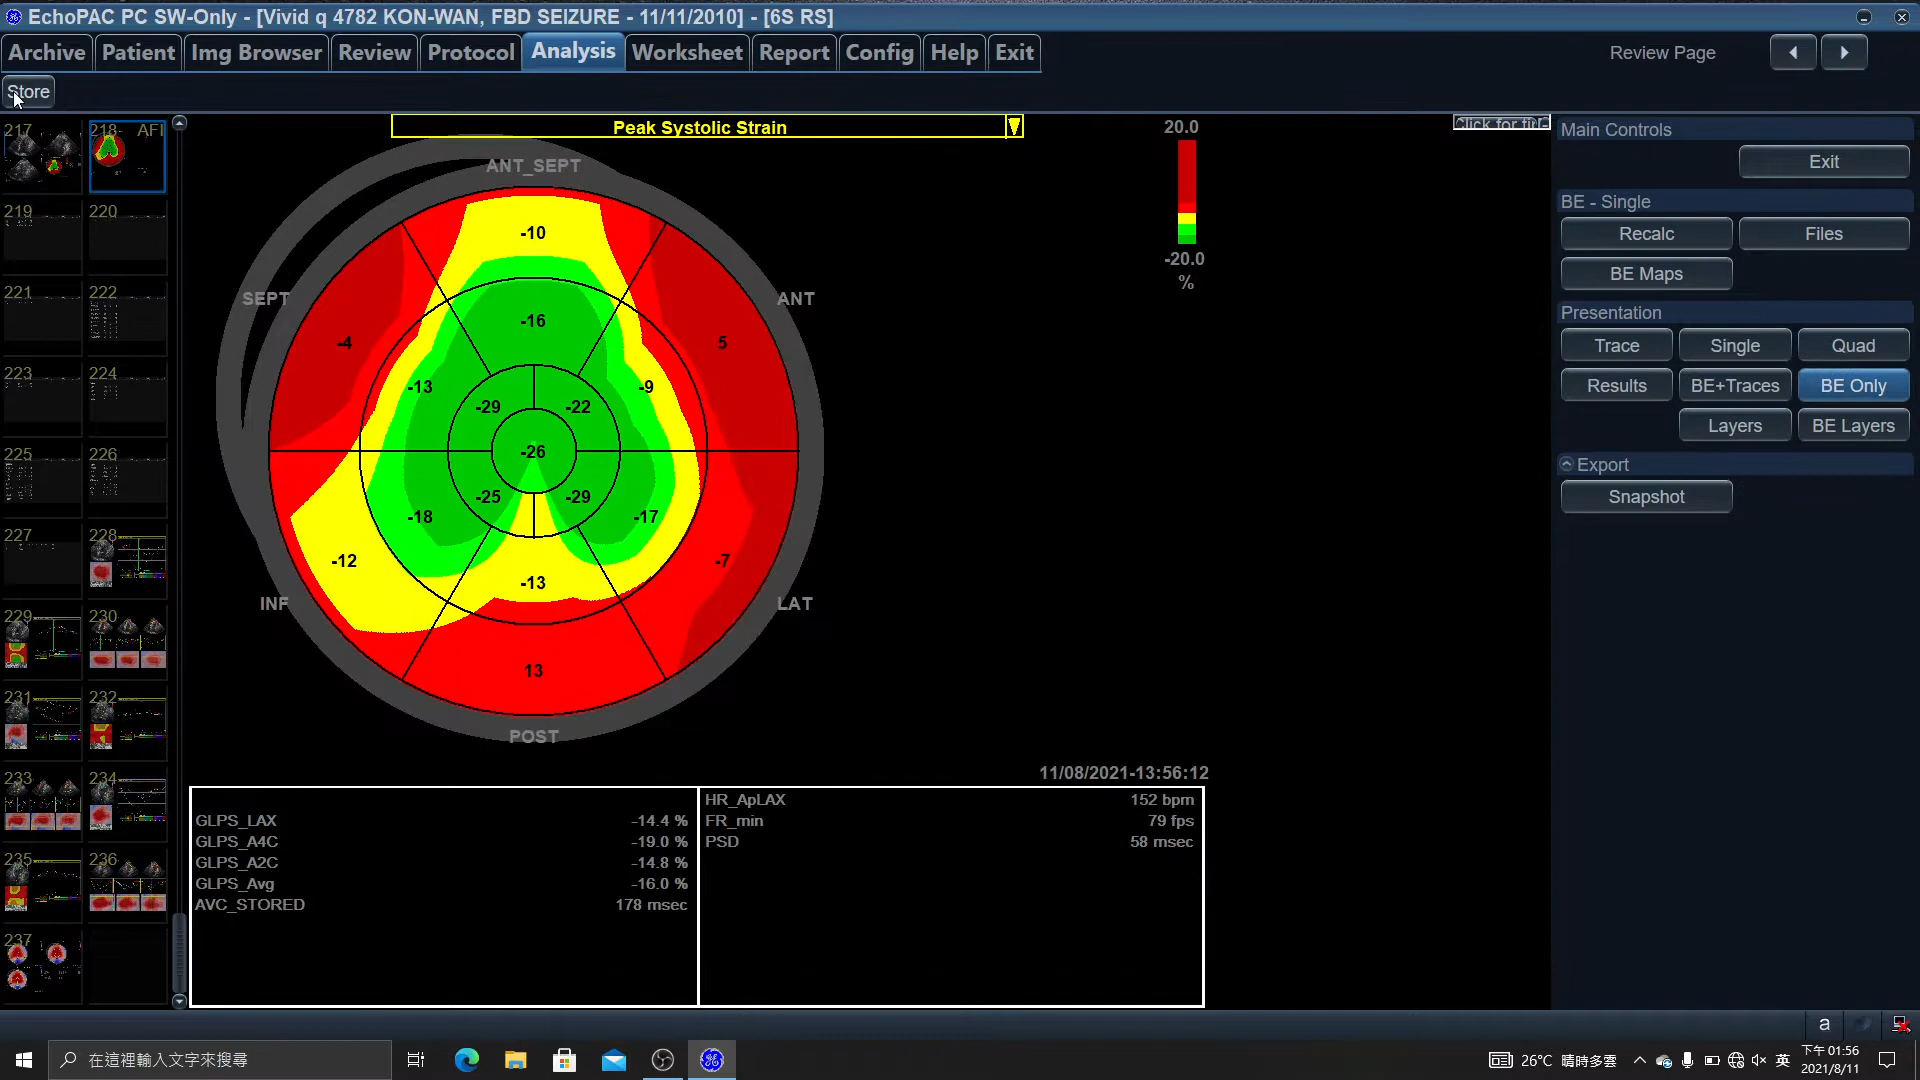 EchoPAC PC SW-Only - [Vivid q 4782 KON-WAN, FBD SEIZURE - 11/11/2010] - [6S RS]
Archive Patient Img Browser Review Protocol Analysis Worksheet Report Config Help Exit Review Page
Store
217 218- AFI
219 220
221 222
223 224
225 226
227 228
229 230
231 232
233 234
235 236
237
Peak Systolic Strain
ANT_SEPT
SEPT
ANT
INF
LAT
POST
-10
-16
-4 5
-13 -9
-29 -22
-26
-25 -29
-18 -17
-12 -7
-13
13
20.0
-20.0
%
11/08/2021-13:56:12
GLPS_LAX -14.4 %
GLPS_A4C -19.0 %
GLPS_A2C -14.8 %
GLPS_Avg -16.0 %
AVC_STORED 178 msec
HR_ApLAX 152 bpm
FR_min 79 fps
PSD 58 msec
Click for
Main Controls
Exit
BE - Single
Recalc Files
BE Maps
Presentation
Trace Single Quad
Results BE+Traces BE Only
Layers BE Layers
Export
Snapshot
a
在這裡輸入文字來搜尋
26°C 晴時多雲
英
下午 01:56
2021/8/11